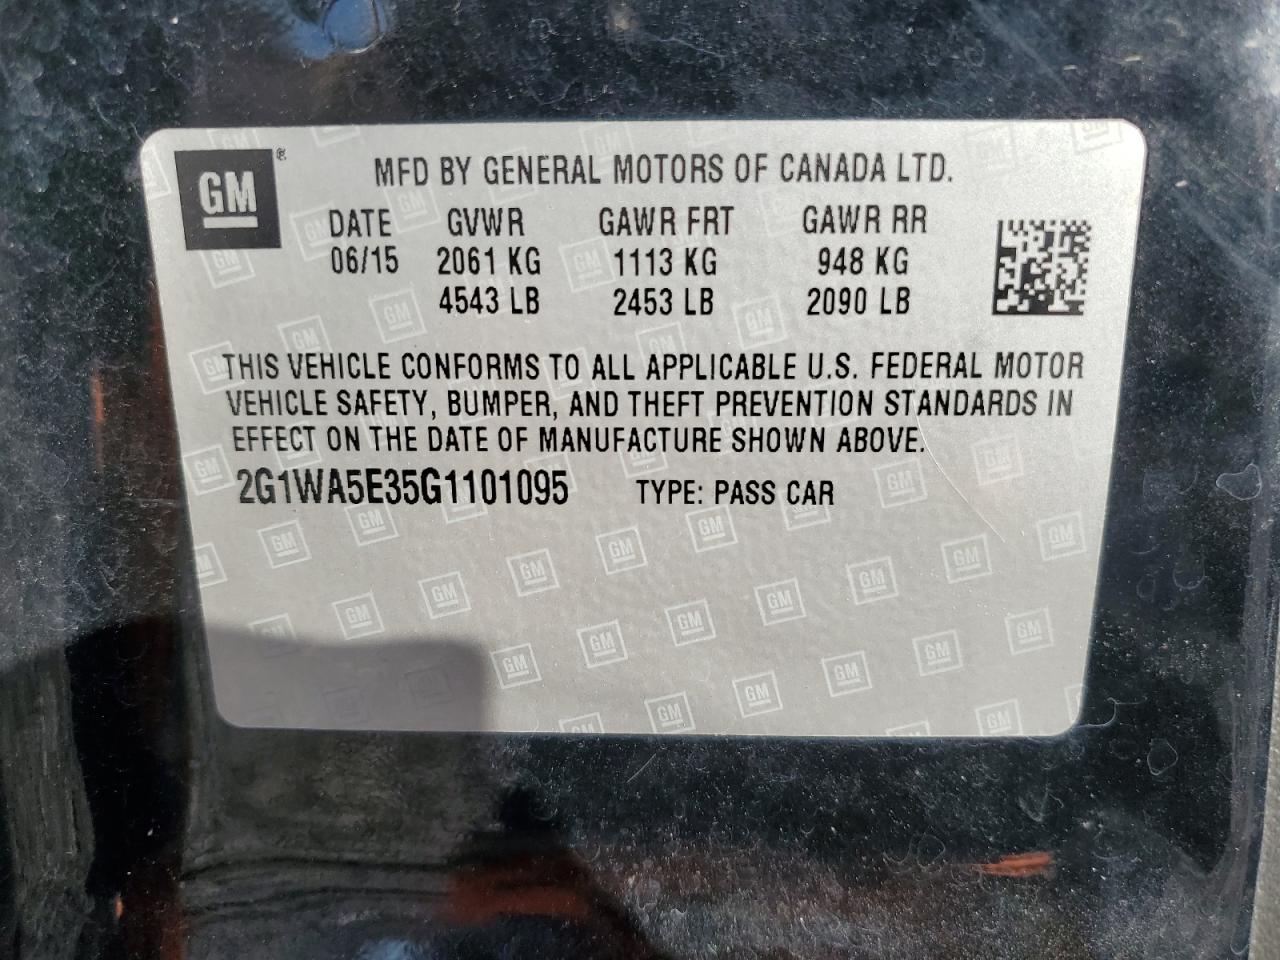 GM ®
MFD BY GENERAL MOTORS OF CANADA LTD.
DATE GVWR GAWR FRT GAWR RR
06/15 2061 KG 1113 KG 948 KG
4543 LB 2453 LB 2090 LB
THIS VEHICLE CONFORMS TO ALL APPLICABLE U.S. FEDERAL MOTOR
VEHICLE SAFETY, BUMPER, AND THEFT PREVENTION STANDARDS IN
EFFECT ON THE DATE OF MANUFACTURE SHOWN ABOVE.
2G1WA5E35G1101095 TYPE: PASS CAR